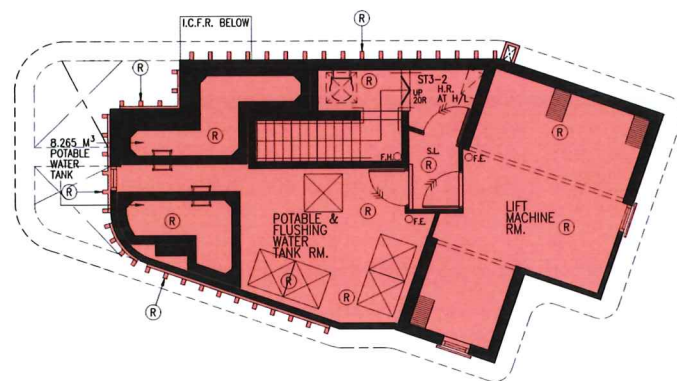 I.C.F.R. BELOW
R
R
R
ST3-2
UP
20R
H.R.
AT H/L
R
R
8.265 M³
POTABLE
WATER
TANK
R
F.H.
S.L.
R
F.E.
R
R
F.E.
POTABLE &
FLUSHING
WATER
TANK RM.
LIFT
MACHINE
RM.
R
R
R
R